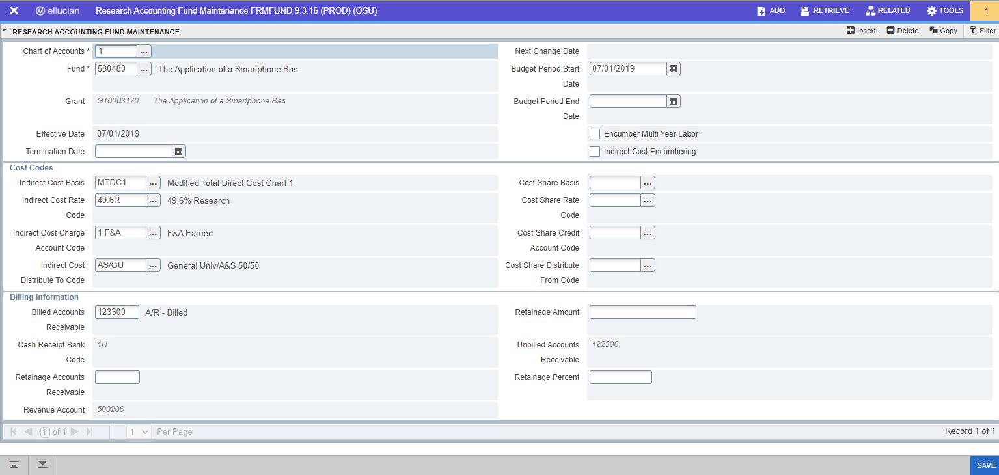 ellucian Research Accounting Fund Maintenance FRMFUND 9.3.16 (PROD) (OSU) ADD RETRIEVE RELATED TOOLS 1
RESEARCH ACCOUNTING FUND MAINTENANCE Insert Delete Copy Filter
Chart of Accounts * 1 ... Next Change Date
Fund * 580480 ... The Application of a Smartphone Bas Budget Period Start 07/01/2019
Date
Grant G10003170 The Application of a Smartphone Bas Budget Period End
Date
Effective Date 07/01/2019 Encumber Multi Year Labor
Termination Date Indirect Cost Encumbering
Cost Codes
Indirect Cost Basis MTDC1 ... Modified Total Direct Cost Chart 1 Cost Share Basis ...
Indirect Cost Rate 49.6R ... 49.6% Research Cost Share Rate ...
Code Code
Indirect Cost Charge 1 F&A ... F&A Earned Cost Share Credit ...
Account Code Account Code
Indirect Cost AS/GU ... General Univ/A&S 50/50 Cost Share Distribute ...
Distribute To Code From Code
Billing Information
Billed Accounts 123300 A/R - Billed Retainage Amount
Receivable
Cash Receipt Bank 1H Unbilled Accounts 122300
Code Receivable
Retainage Accounts Retainage Percent
Receivable
Revenue Account 500206
1 of 1 1 Per Page Record 1 of 1
SAVE